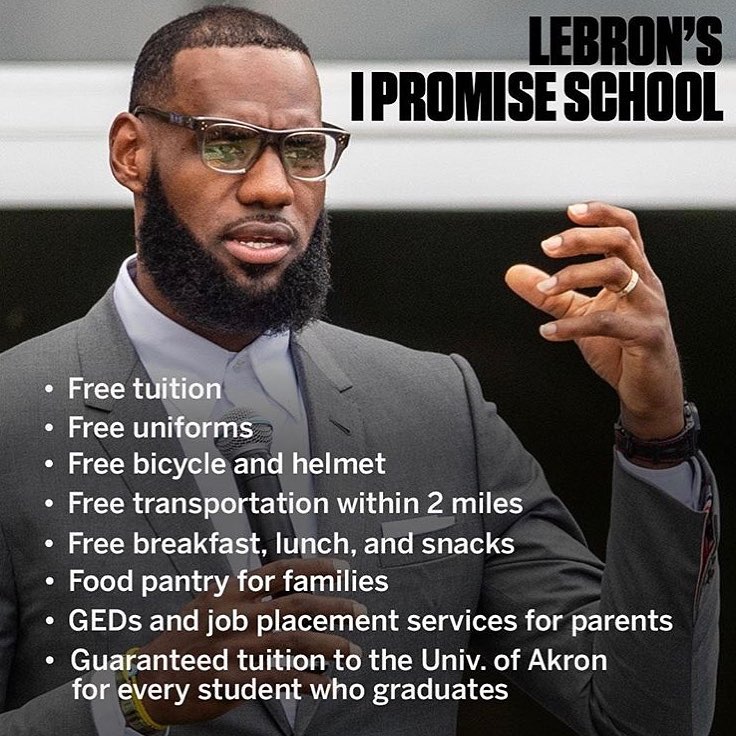 LEBRON'S
I PROMISE SCHOOL
• Free tuition
• Free uniforms
• Free bicycle and helmet
• Free transportation within 2 miles
• Free breakfast, lunch, and snacks
• Food pantry for families
• GEDs and job placement services for parents
• Guaranteed tuition to the Univ. of Akron
for every student who graduates